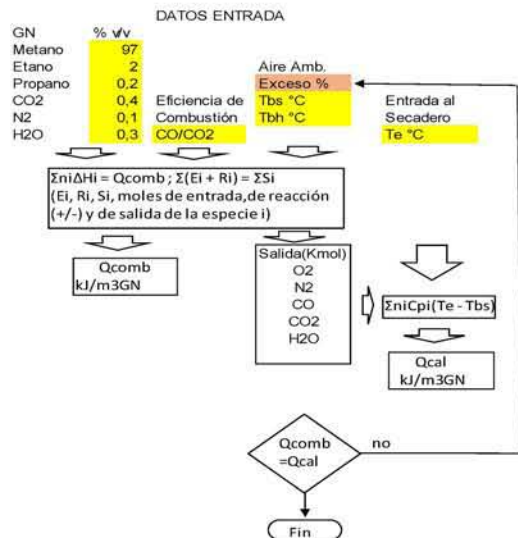 DATOS ENTRADA
GN % v/v
Metano 97
Etano 2
Propano 0,2
CO2 0,4
N2 0,1
H2O 0,3
Eficiencia de
Combustión
CO/CO2
Aire Amb.
Exceso %
Tbs °C
Tbh °C
Entrada al
Secadero
Te °C
ΣniΔHi = Qcomb ; Σ(Ei + Ri) = ΣSi
(Ei, Ri, Si, moles de entrada,de reacción
(+/-) y de salida de la especie i)
Qcomb
kJ/m3GN
Salida(Kmol)
O2
N2
CO
CO2
H2O
ΣniCpi(Te - Tbs)
Qcal
kJ/m3GN
Qcomb
=Qcal
no
Fin